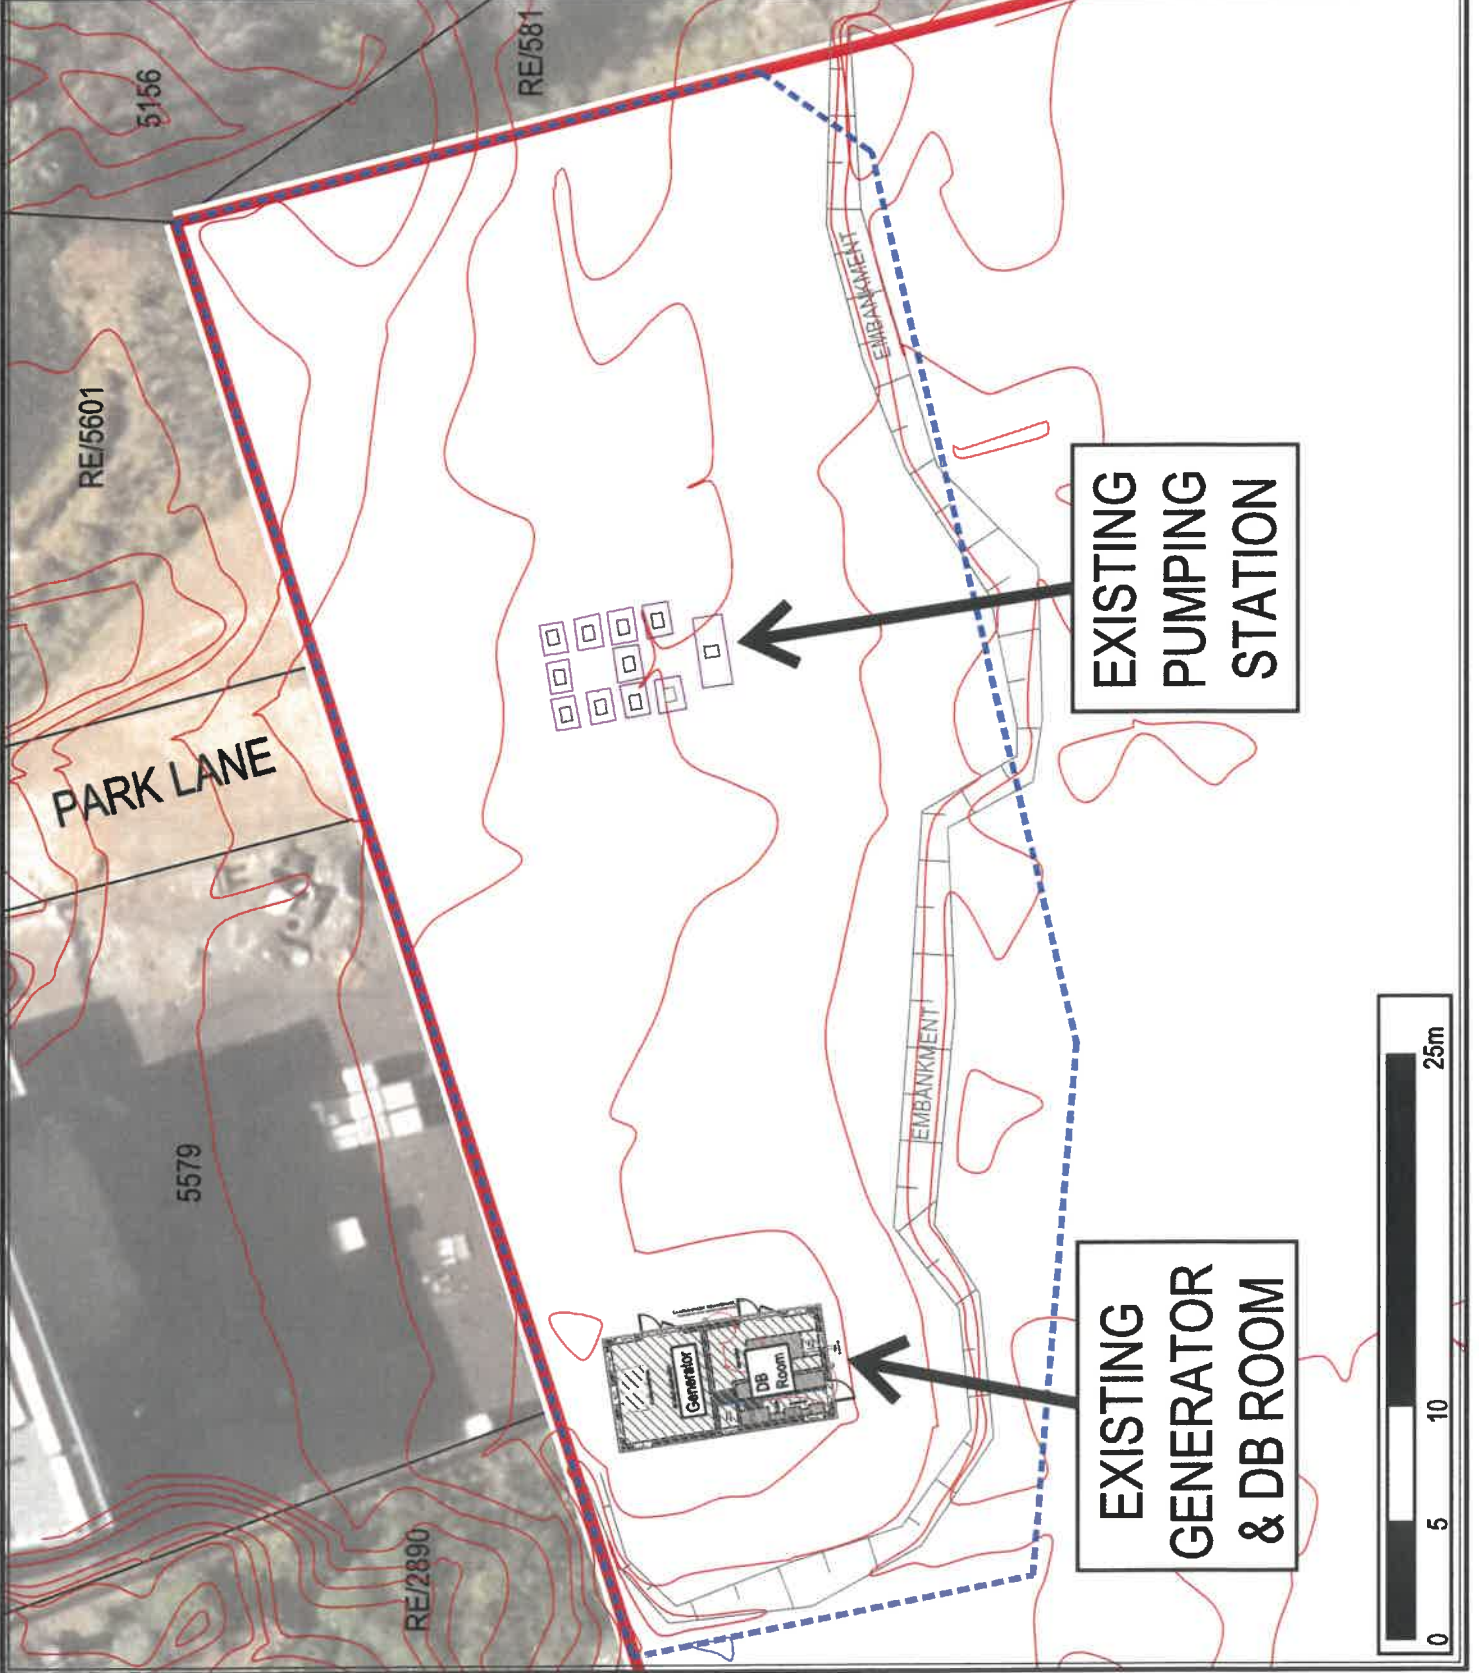 5156
RE/581
RE/5601
PARK LANE
5579
RE/2890
EMBANKMENT
EMBANKMENT
EXISTING
PUMPING
STATION
Generator
DB
Room
EXISTING
GENERATOR
& DB ROOM
0
5
10
25m